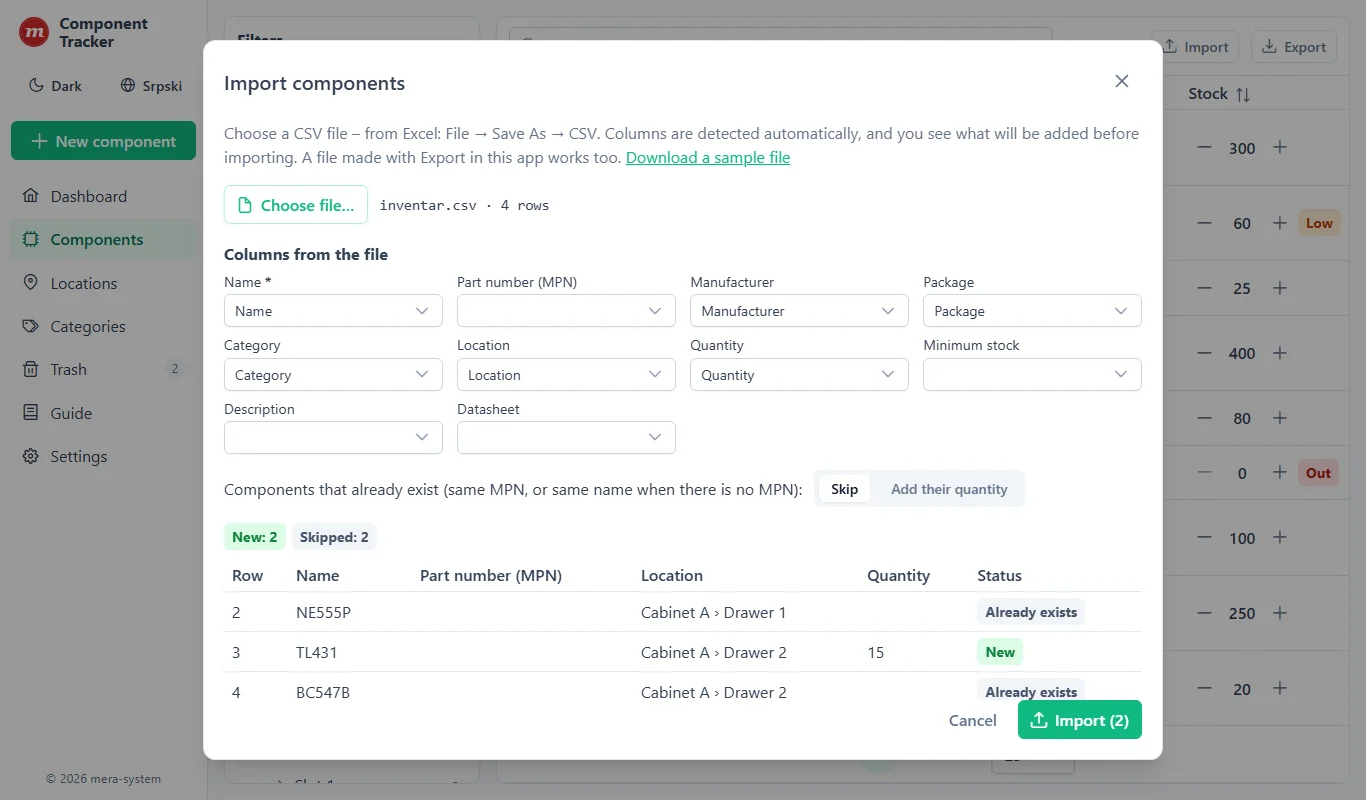 m
Component
Tracker
Dark
Srpski
New component
Dashboard
Components
Locations
Categories
Trash
2
Guide
Settings
© 2026 mera-system
Filters
Import
Export
Stock
300
60
Low
25
400
80
0
Out
100
250
20
Import components
Choose a CSV file – from Excel: File → Save As → CSV. Columns are detected automatically, and you see what will be added before
importing. A file made with Export in this app works too. Download a sample file
Choose file...
inventar.csv · 4 rows
Columns from the file
Name *
Part number (MPN)
Manufacturer
Package
Name
Manufacturer
Package
Category
Location
Quantity
Minimum stock
Category
Location
Quantity
Description
Datasheet
Components that already exist (same MPN, or same name when there is no MPN):
Skip
Add their quantity
New: 2
Skipped: 2
Row Name Part number (MPN) Location Quantity Status
2 NE555P Cabinet A › Drawer 1 Already exists
3 TL431 Cabinet A › Drawer 2 15 New
4 BC547B Cabinet A › Drawer 2 Already exists
Cancel
Import (2)